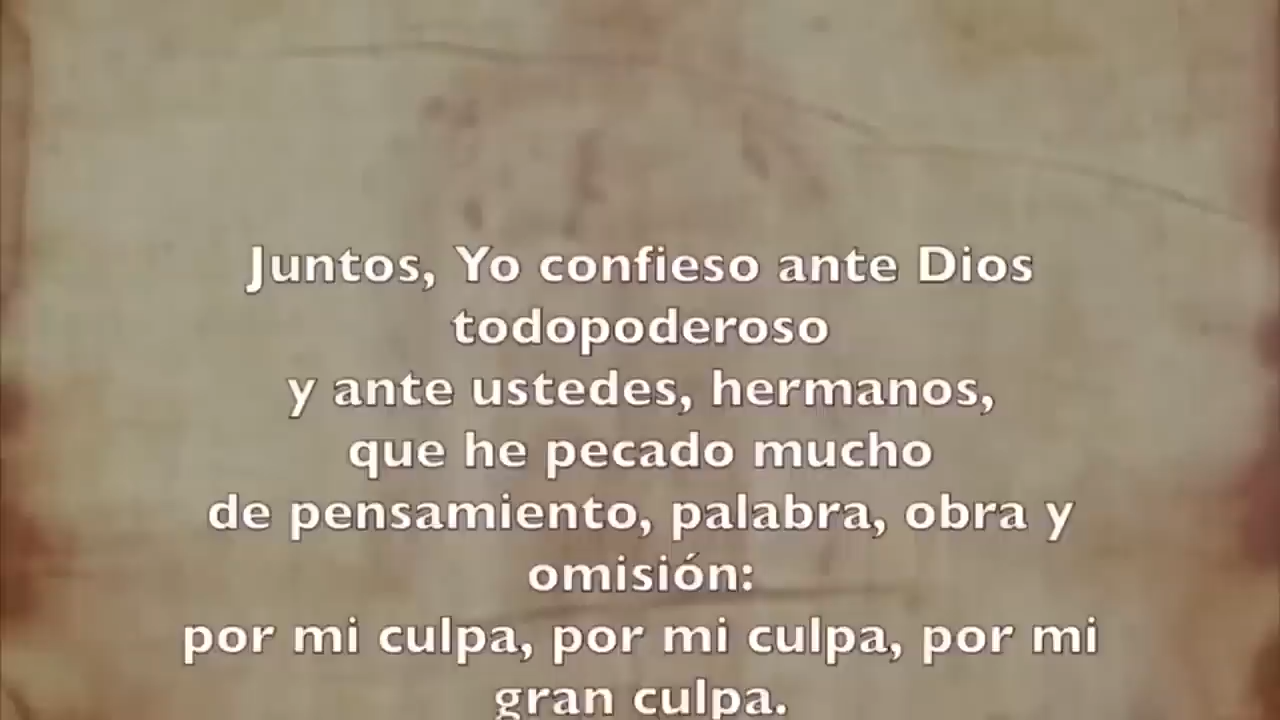 Juntos, Yo confieso ante Dios
todopoderoso
y ante ustedes, hermanos,
que he pecado mucho
de pensamiento, palabra, obra y
omisión:
por mi culpa, por mi culpa, por mi
gran culpa.